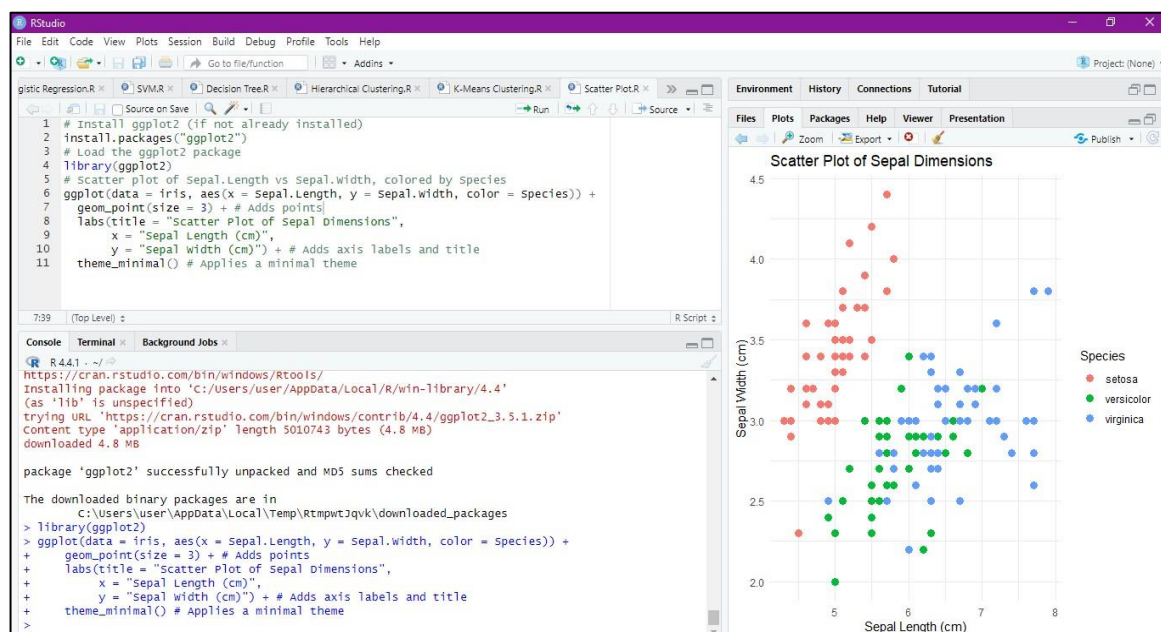 RStudio
File Edit Code View Plots Session Build Debug Profile Tools Help
Go to file/function
Addins
Project: (None)
gistic Regression.R
SVM.R
Decision Tree.R
Hierarchical Clustering.R
K-Means Clustering.R
Scatter Plot.R
Source on Save
Run
Source
1 # Install ggplot2 (if not already installed)
2 install.packages("ggplot2")
3 # Load the ggplot2 package
4 library(ggplot2)
5 # Scatter plot of Sepal.Length vs Sepal.Width, colored by Species
6 ggplot(data = iris, aes(x = Sepal.Length, y = Sepal.Width, color = Species)) +
7 geom_point(size = 3) + # Adds points
8 labs(title = "Scatter Plot of Sepal Dimensions",
9 x = "Sepal Length (cm)",
10 y = "Sepal Width (cm)") + # Adds axis labels and title
11 theme_minimal() # Applies a minimal theme
7:39 (Top Level) R Script
Console Terminal Background Jobs
R R 4.4.1 · ~/
https://cran.rstudio.com/bin/windows/Rtools/
Installing package into ‘C:/Users/user/AppData/Local/R/win-library/4.4’
(as ‘lib’ is unspecified)
trying URL 'https://cran.rstudio.com/bin/windows/contrib/4.4/ggplot2_3.5.1.zip'
Content type 'application/zip' length 5010743 bytes (4.8 MB)
downloaded 4.8 MB
package ‘ggplot2’ successfully unpacked and MD5 sums checked
The downloaded binary packages are in
C:\Users\user\AppData\Local\Temp\RtmpwtJqvk\downloaded_packages
> library(ggplot2)
> ggplot(data = iris, aes(x = Sepal.Length, y = Sepal.Width, color = Species)) +
+ geom_point(size = 3) + # Adds points
+ labs(title = "Scatter Plot of Sepal Dimensions",
+ x = "Sepal Length (cm)",
+ y = "Sepal Width (cm)") + # Adds axis labels and title
+ theme_minimal() # Applies a minimal theme
>
Environment History Connections Tutorial
Files Plots Packages Help Viewer Presentation
Zoom Export Publish
Scatter Plot of Sepal Dimensions
4.5
4.0
3.5
3.0
2.5
2.0
Sepal Width (cm)
5 6 7 8
Sepal Length (cm)
Species
setosa
versicolor
virginica